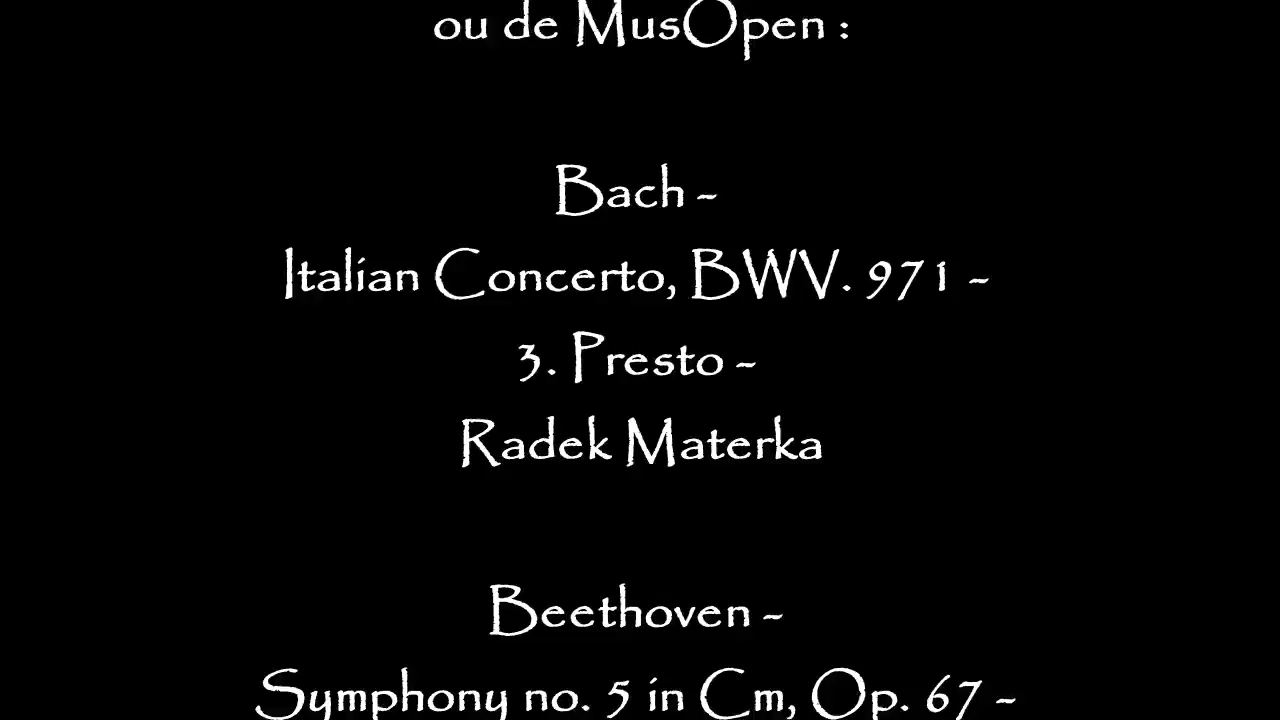 ou de MusOpen :
Bach -
Italian Concerto, BWV. 971 -
3. Presto -
Radek Materka
Beethoven -
Symphony no. 5 in Cm, Op. 67 -